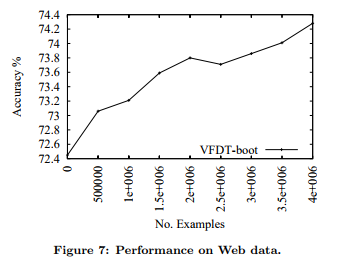 74.4
74.2
74
73.8
73.6
73.4
73.2
73
72.8
72.6
72.4
Accuracy %
VFDT-boot
0
500000
1e+006
1.5e+006
2e+006
2.5e+006
3e+006
3.5e+006
4e+006
No. Examples
Figure 7: Performance on Web data.